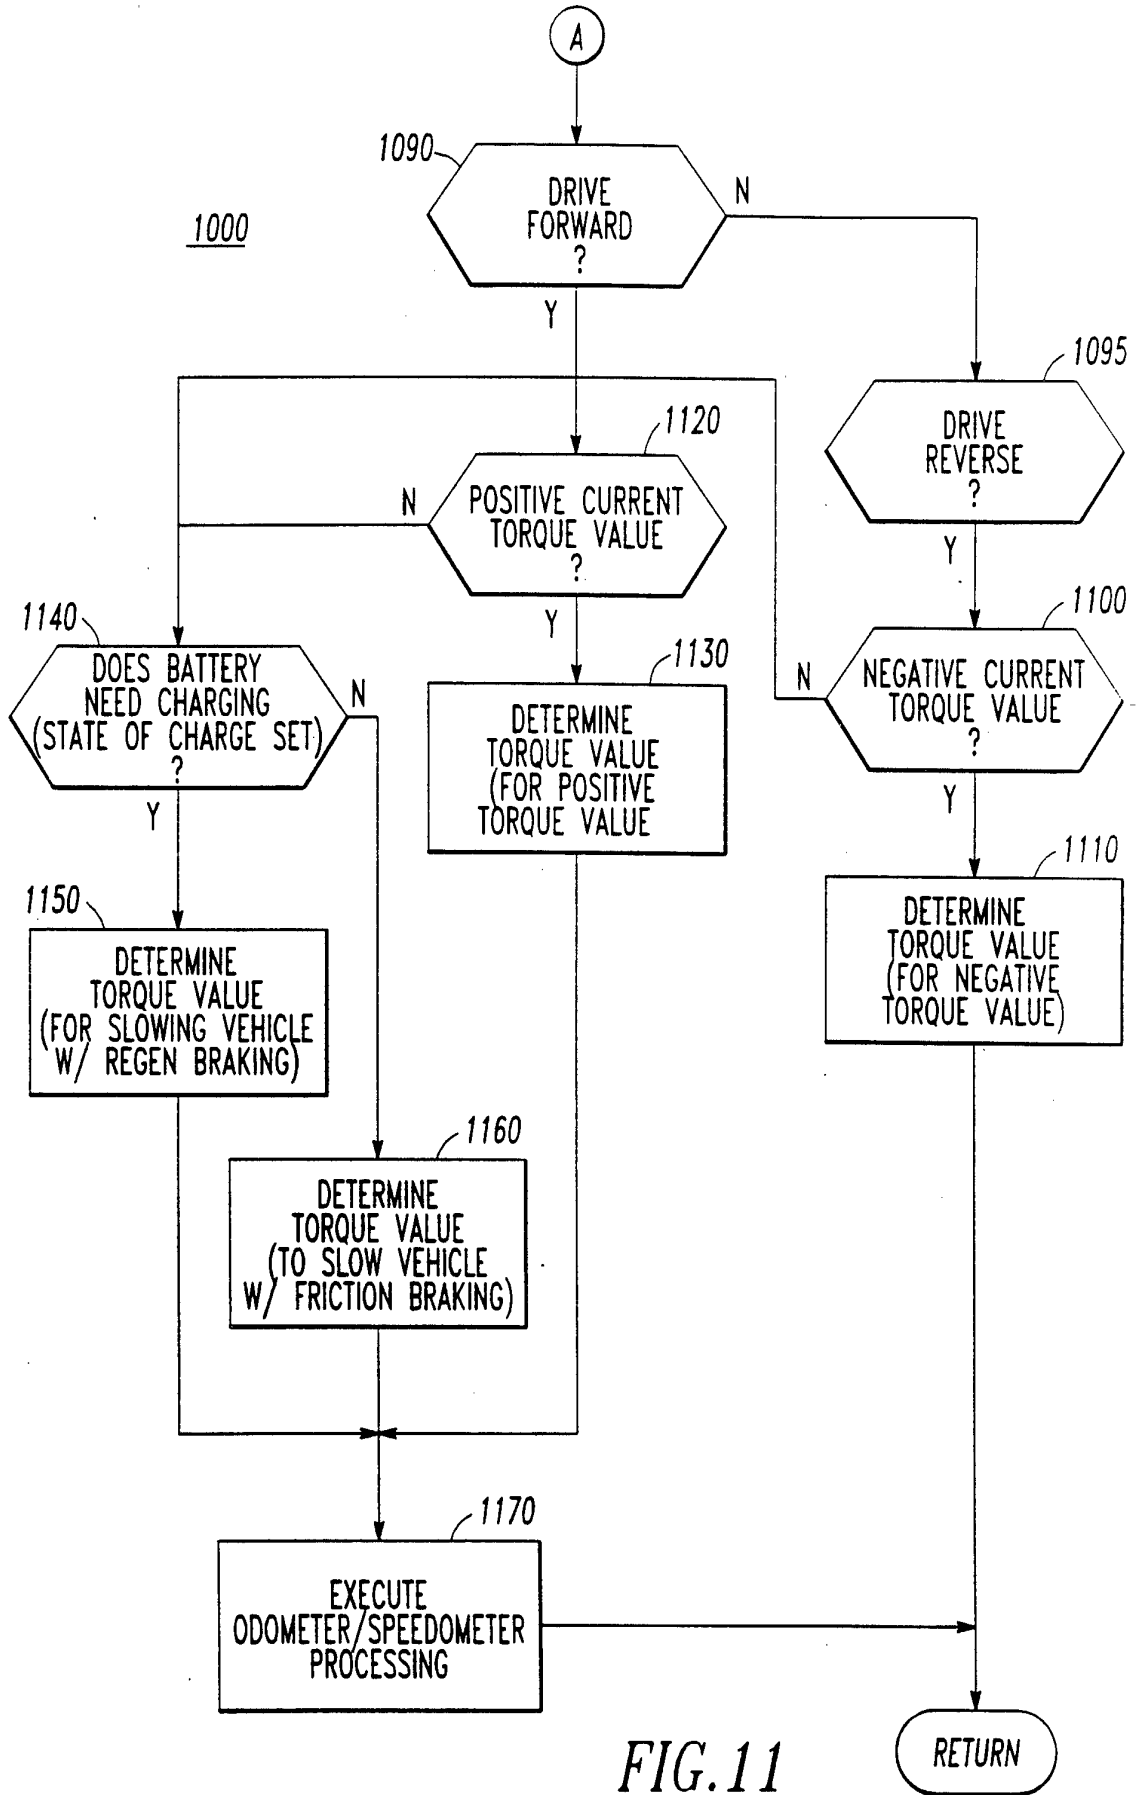 A
1090
DRIVE
FORWARD
?
N
1000
Y
1095
DRIVE
REVERSE
?
1120
POSITIVE CURRENT
TORQUE VALUE
?
N
Y
Y
1100
NEGATIVE CURRENT
TORQUE VALUE
?
N
Y
1140
DOES BATTERY
NEED CHARGING
(STATE OF CHARGE SET)
?
N
Y
1130
DETERMINE
TORQUE VALUE
(FOR POSITIVE
TORQUE VALUE
1110
DETERMINE
TORQUE VALUE
(FOR NEGATIVE
TORQUE VALUE)
1150
DETERMINE
TORQUE VALUE
(FOR SLOWING VEHICLE
W/ REGEN BRAKING)
1160
DETERMINE
TORQUE VALUE
(TO SLOW VEHICLE
W/ FRICTION BRAKING)
1170
EXECUTE
ODOMETER/SPEEDOMETER
PROCESSING
RETURN
FIG.11